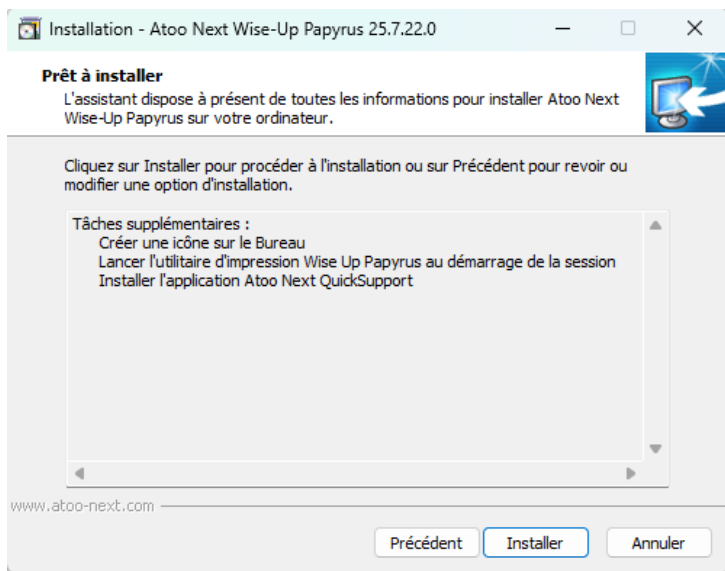 Installation - Atoo Next Wise-Up Papyrus 25.7.22.0
Prêt à installer
L'assistant dispose à présent de toutes les informations pour installer Atoo Next
Wise-Up Papyrus sur votre ordinateur.
Cliquez sur Installer pour procéder à l'installation ou sur Précédent pour revoir ou
modifier une option d'installation.
Tâches supplémentaires :
Créer une icône sur le Bureau
Lancer l'utilitaire d'impression Wise Up Papyrus au démarrage de la session
Installer l'application Atoo Next QuickSupport
www.atoo-next.com
Précédent
Installer
Annuler